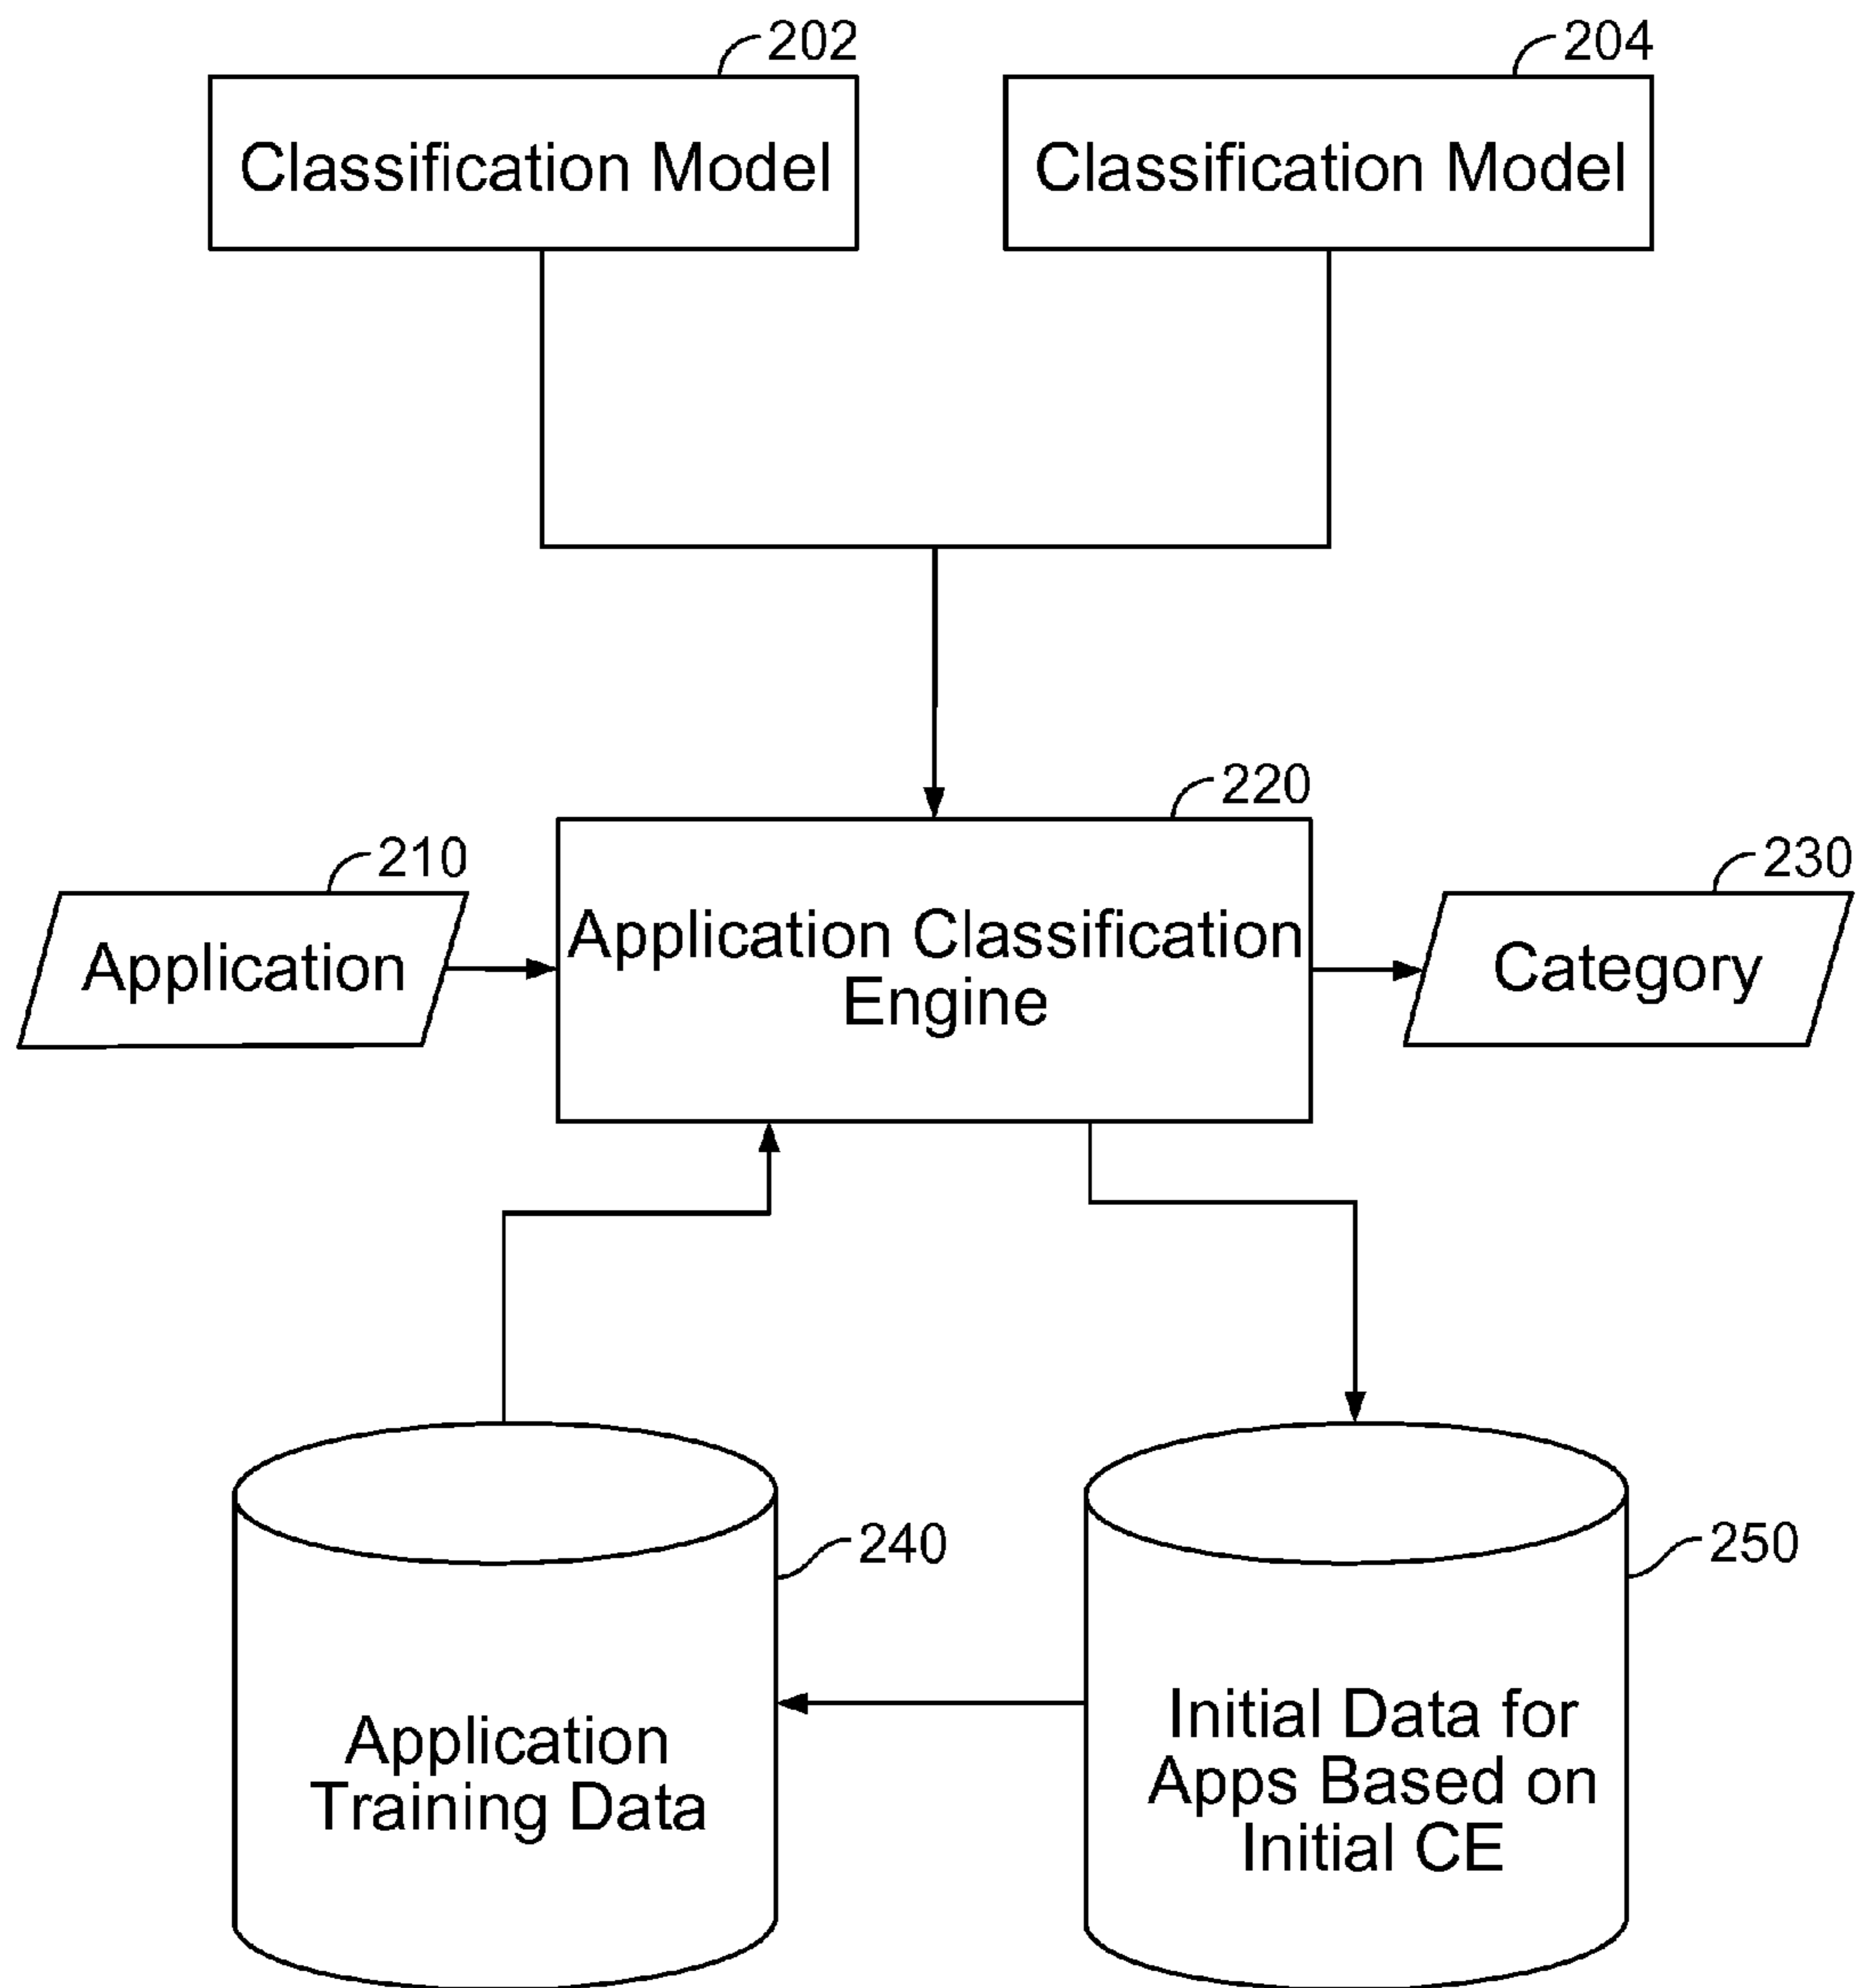 202
204
Classification Model
Classification Model
220
210
230
Application Classification
Engine
Application
Category
240
250
Application
Training Data
Initial Data for
Apps Based on
Initial CE